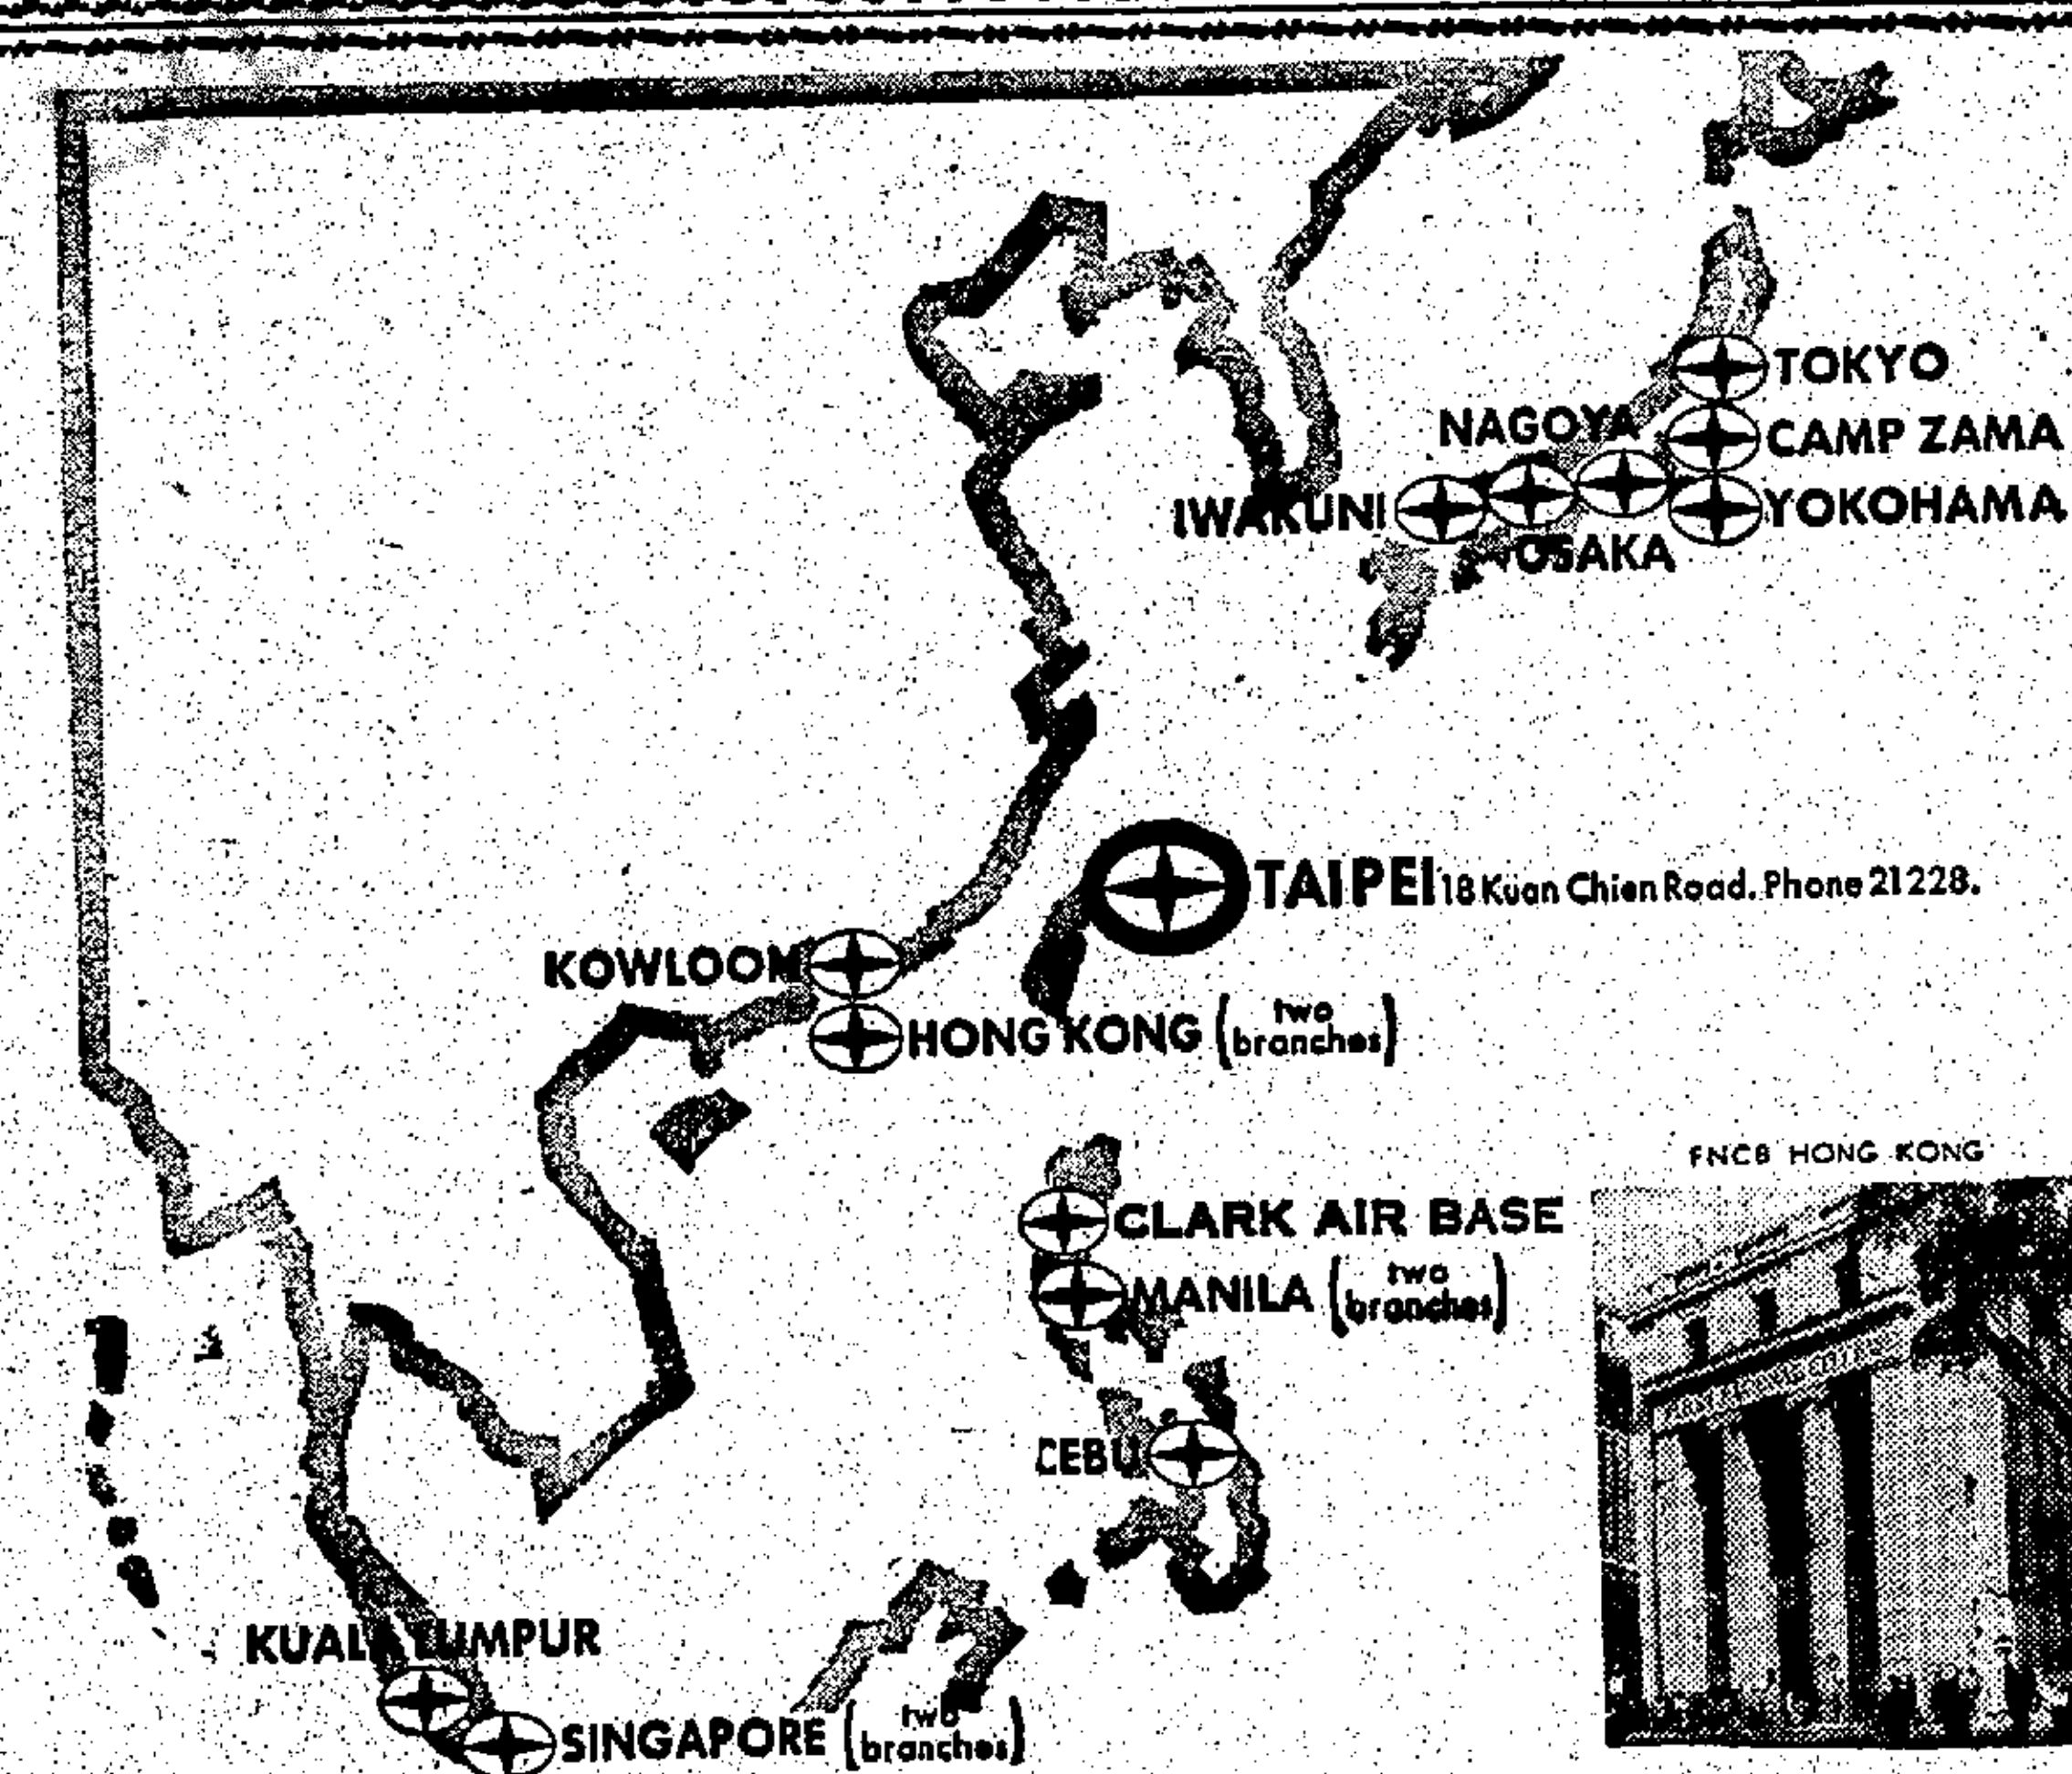 TOKYO
NAGOYA
CAMP ZAMA
IWAKUNI
YOKOHAMA
OSAKA
TAIPEI 18 Kuan Chien Road. Phone 21228.
KOWLOON
HONG KONG (two branches)
FNCB HONG KONG
CLARK AIR BASE
MANILA (two branches)
CEBU
KUALA LUMPUR
SINGAPORE (two branches)